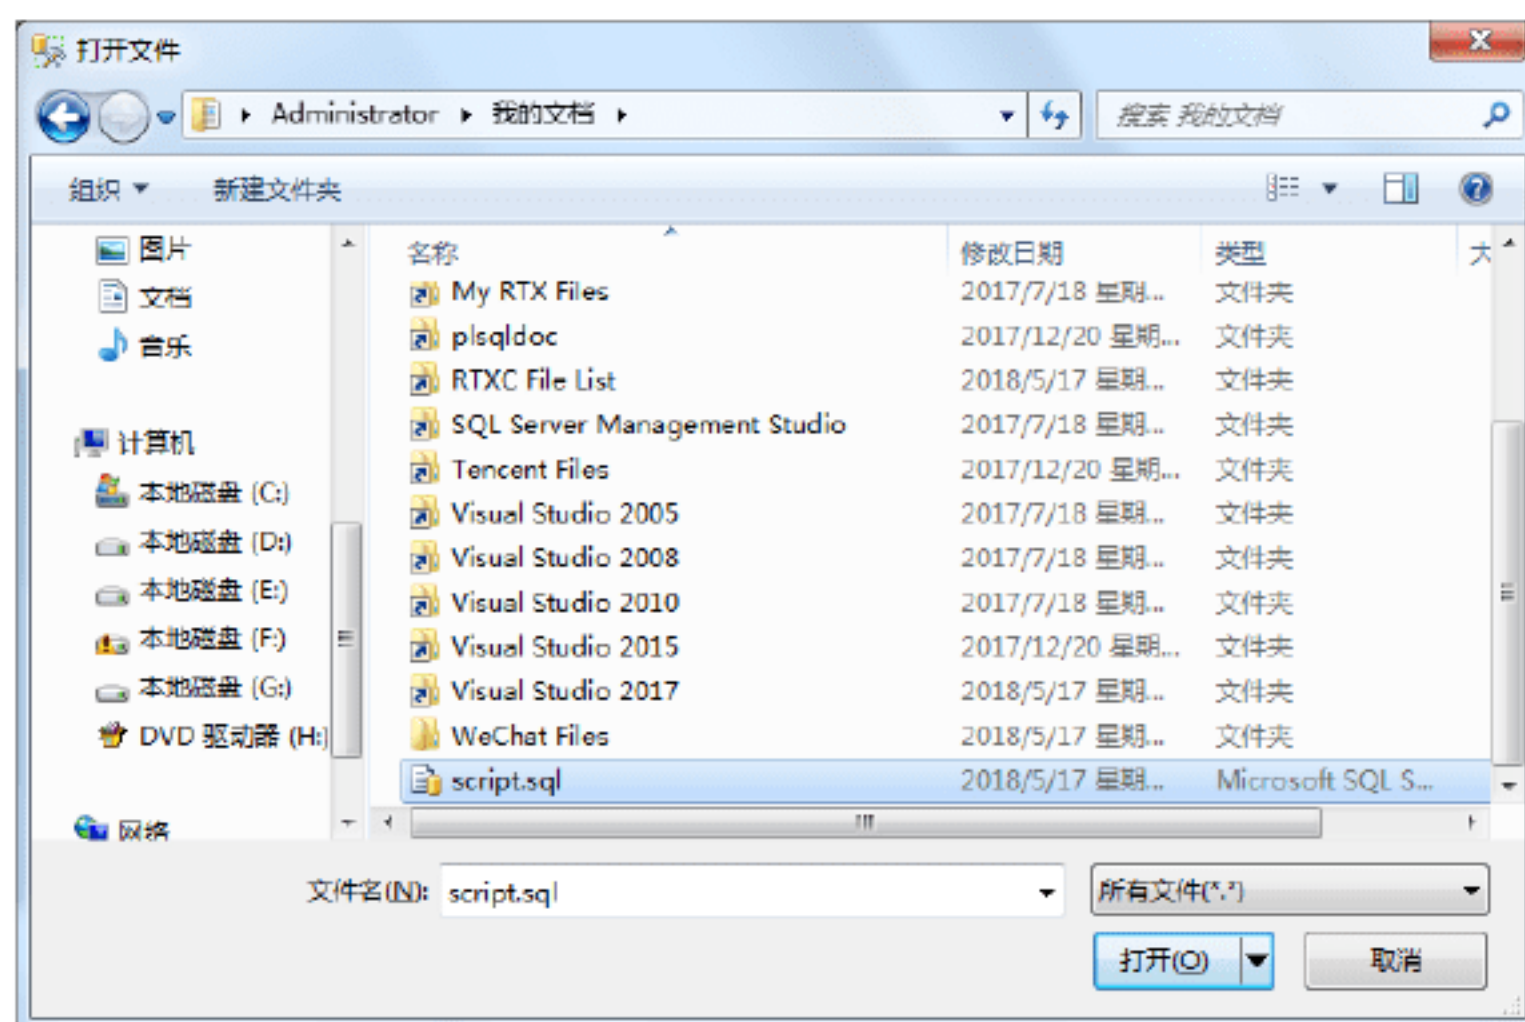 打开文件
Administrator 我的文档
搜索 我的文档
组织 新建文件夹
图片
文档
音乐
计算机
本地磁盘 (C:)
本地磁盘 (D:)
本地磁盘 (E:)
本地磁盘 (F:)
本地磁盘 (G:)
DVD 驱动器 (H:)
网络
名称 修改日期 类型 大
My RTX Files 2017/7/18 星期... 文件夹
plsqldoc 2017/12/20 星期... 文件夹
RTXC File List 2018/5/17 星期... 文件夹
SQL Server Management Studio 2017/7/18 星期... 文件夹
Tencent Files 2017/12/20 星期... 文件夹
Visual Studio 2005 2017/7/18 星期... 文件夹
Visual Studio 2008 2017/7/18 星期... 文件夹
Visual Studio 2010 2017/7/18 星期... 文件夹
Visual Studio 2015 2017/12/20 星期... 文件夹
Visual Studio 2017 2018/5/17 星期... 文件夹
WeChat Files 2018/5/17 星期... 文件夹
script.sql 2018/5/17 星期... Microsoft SQL S...
文件名(N): script.sql 所有文件(*.*)
打开(O) 取消